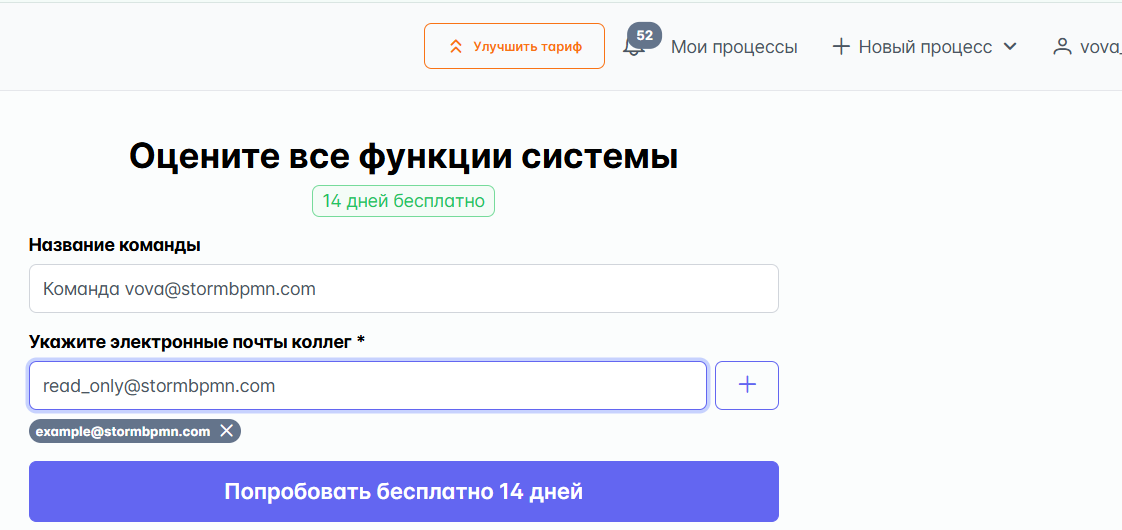 Улучшить тариф
52
Мои процессы
Новый процесс
vova_
Оцените все функции системы
14 дней бесплатно
Название команды
Команда vova@stormbpmn.com
Укажите электронные почты коллег *
read_only@stormbpmn.com
example@stormbpmn.com
Попробовать бесплатно 14 дней